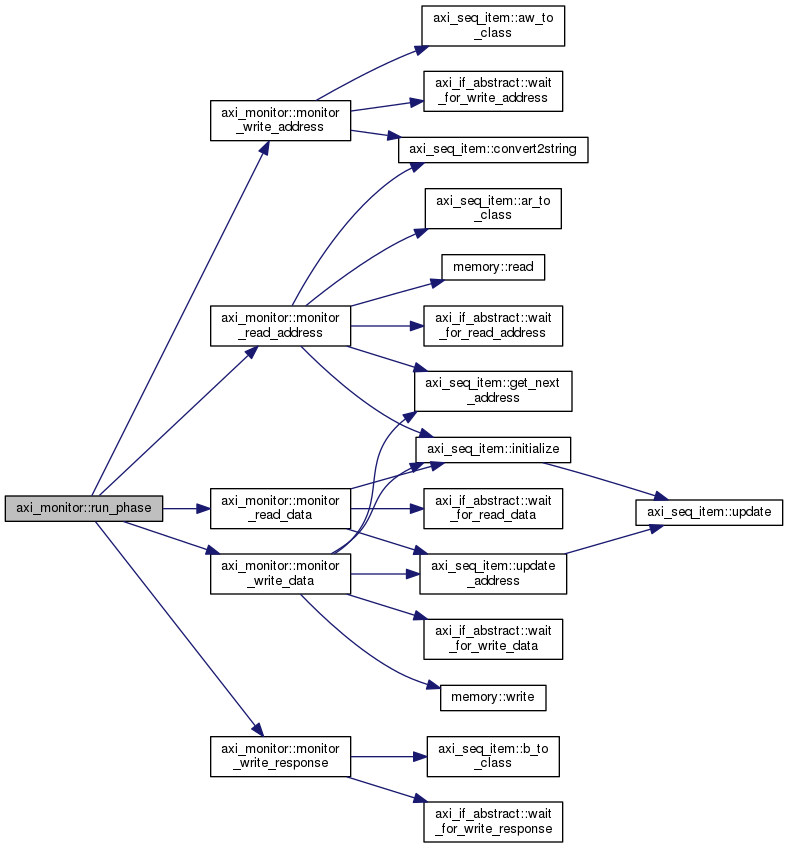 axi_seq_item::aw_to
_class
axi_if_abstract::wait
_for_write_address
axi_monitor::monitor
_write_address
axi_seq_item::convert2string
axi_seq_item::ar_to
_class
memory::read
axi_monitor::monitor
_read_address
axi_if_abstract::wait
_for_read_address
axi_seq_item::get_next
_address
axi_seq_item::initialize
axi_monitor::run_phase
axi_monitor::monitor
_read_data
axi_if_abstract::wait
_for_read_data
axi_seq_item::update
axi_monitor::monitor
_write_data
axi_seq_item::update
_address
axi_if_abstract::wait
_for_write_data
memory::write
axi_monitor::monitor
_write_response
axi_seq_item::b_to
_class
axi_if_abstract::wait
_for_write_response